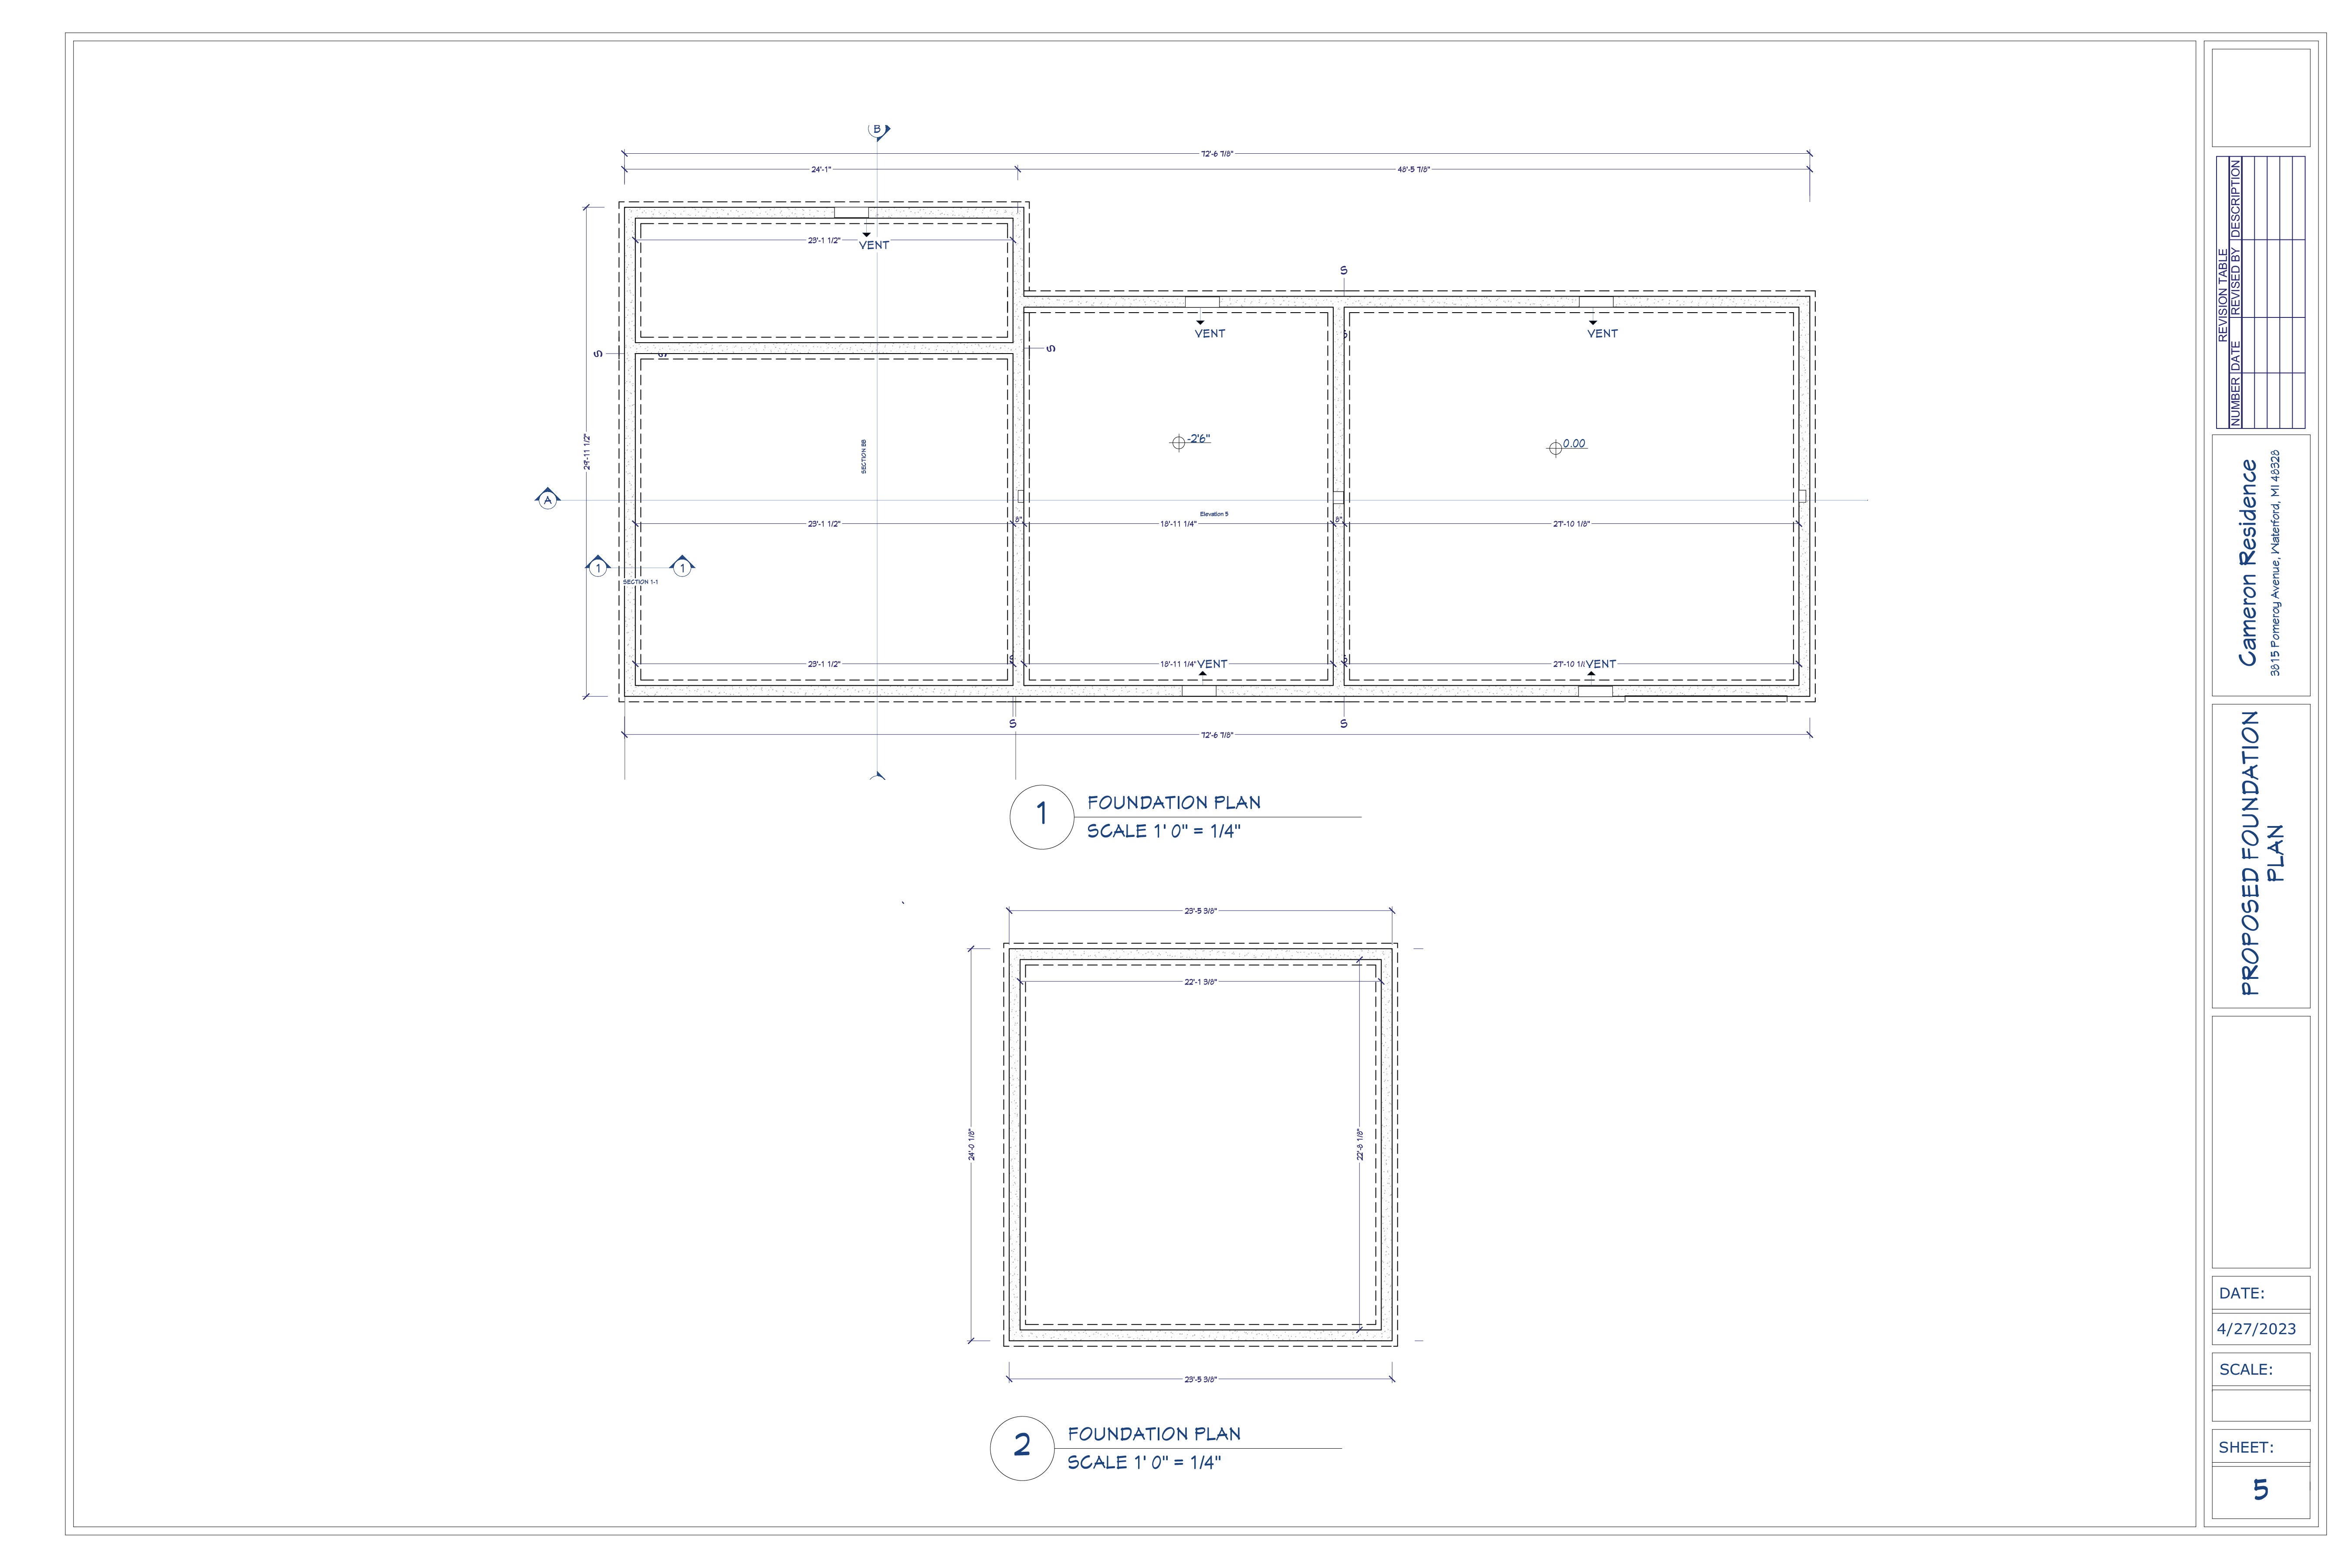 B
72'-6 7/8"
24'-1"
48'-5 7/8"
23'-1 1/2"
VENT
S
VENT
VENT
S
S
S
S
29'-11 1/2"
SECTION BB
-2'6"
0.00
A
Elevation 5
23'-1 1/2"
8"
18'-11 1/4"
8"
27'-10 1/8"
1
1
SECTION 1-1
23'-1 1/2"
S
18'-11 1/4"
VENT
S
27'-10 1/
VENT
S
S
72'-6 7/8"
1
FOUNDATION PLAN
SCALE 1' 0" = 1/4"
23'-5 3/8"
22'-1 3/8"
24'-0 1/8"
22'-8 1/8"
23'-5 3/8"
2
FOUNDATION PLAN
SCALE 1' 0" = 1/4"
REVISION TABLE
NUMBER DATE REVISED BY DESCRIPTION
Cameron Residence
3815 Pomeroy Avenue, Waterford, MI 48328
PROPOSED FOUNDATION
PLAN
DATE:
4/27/2023
SCALE:
SHEET:
5